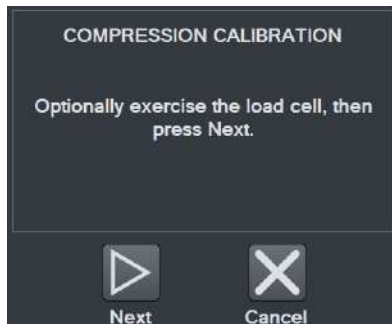 COMPRESSION CALIBRATION
Optionally exercise the load cell, then
press Next.
Next
Cancel